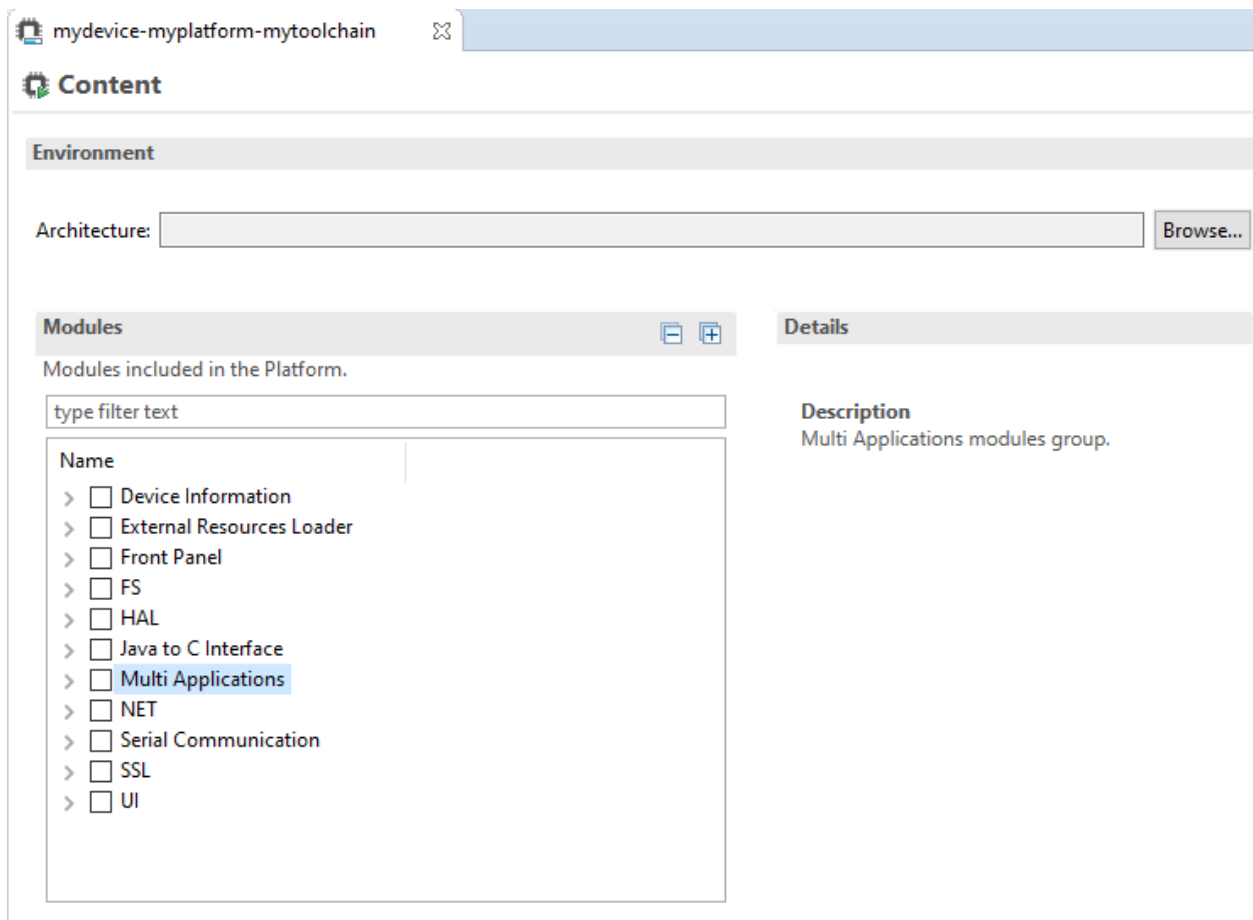 mydevice-myplatform-mytoolchain
Content
Environment
Architecture:
Browse...
Modules
Modules included in the Platform.
type filter text
Name
Device Information
External Resources Loader
Front Panel
FS
HAL
Java to C Interface
Multi Applications
NET
Serial Communication
SSL
UI
Details
Description
Multi Applications modules group.